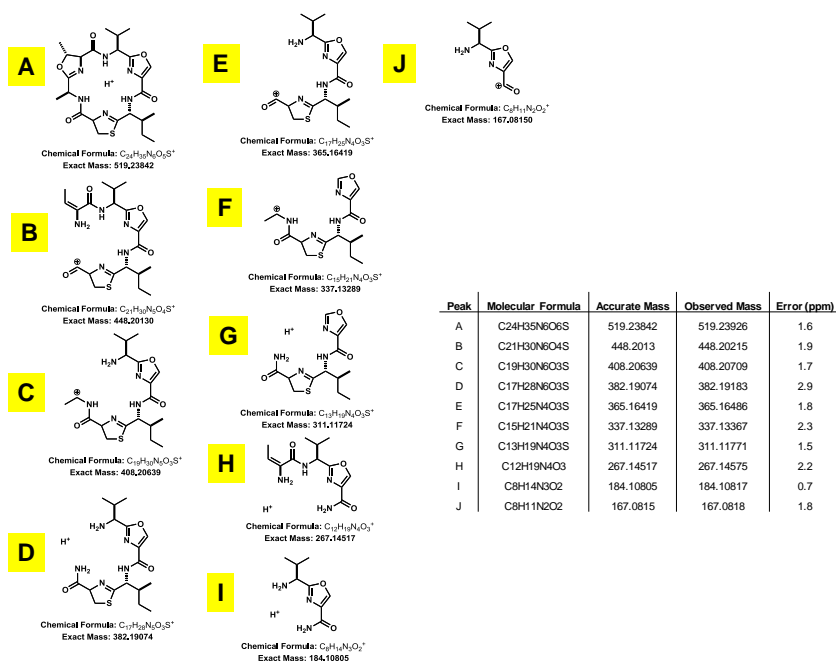 A
H⁺
Chemical Formula: C₂₄H₃₅N₆O₅S⁺
Exact Mass: 519.23842
B
Chemical Formula: C₂₁H₃₀N₅O₄S⁺
Exact Mass: 448.20130
C
Chemical Formula: C₁₉H₃₀N₅O₃S⁺
Exact Mass: 408.20639
D
H⁺
Chemical Formula: C₁₇H₂₈N₅O₃S⁺
Exact Mass: 382.19074
E
Chemical Formula: C₁₇H₂₅N₄O₃S⁺
Exact Mass: 365.16419
F
Chemical Formula: C₁₅H₂₁N₄O₃S⁺
Exact Mass: 337.13289
G
H⁺
Chemical Formula: C₁₃H₁₉N₄O₃S⁺
Exact Mass: 311.11724
H
H⁺
Chemical Formula: C₁₂H₁₉N₄O₃⁺
Exact Mass: 267.14517
I
H⁺
Chemical Formula: C₈H₁₄N₃O₂⁺
Exact Mass: 184.10805
J
Chemical Formula: C₈H₁₁N₂O₂⁺
Exact Mass: 167.08150
Peak Molecular Formula Accurate Mass Observed Mass Error (ppm)
A C24H35N6O6S 519.23842 519.23926 1.6
B C21H30N6O4S 448.2013 448.20215 1.9
C C19H30N6O3S 408.20639 408.20709 1.7
D C17H28N6O3S 382.19074 382.19183 2.9
E C17H25N4O3S 365.16419 365.16486 1.8
F C15H21N4O3S 337.13289 337.13367 2.3
G C13H19N4O3S 311.11724 311.11771 1.5
H C12H19N4O3 267.14517 267.14575 2.2
I C8H14N3O2 184.10805 184.10817 0.7
J C8H11N2O2 167.0815 167.0818 1.8